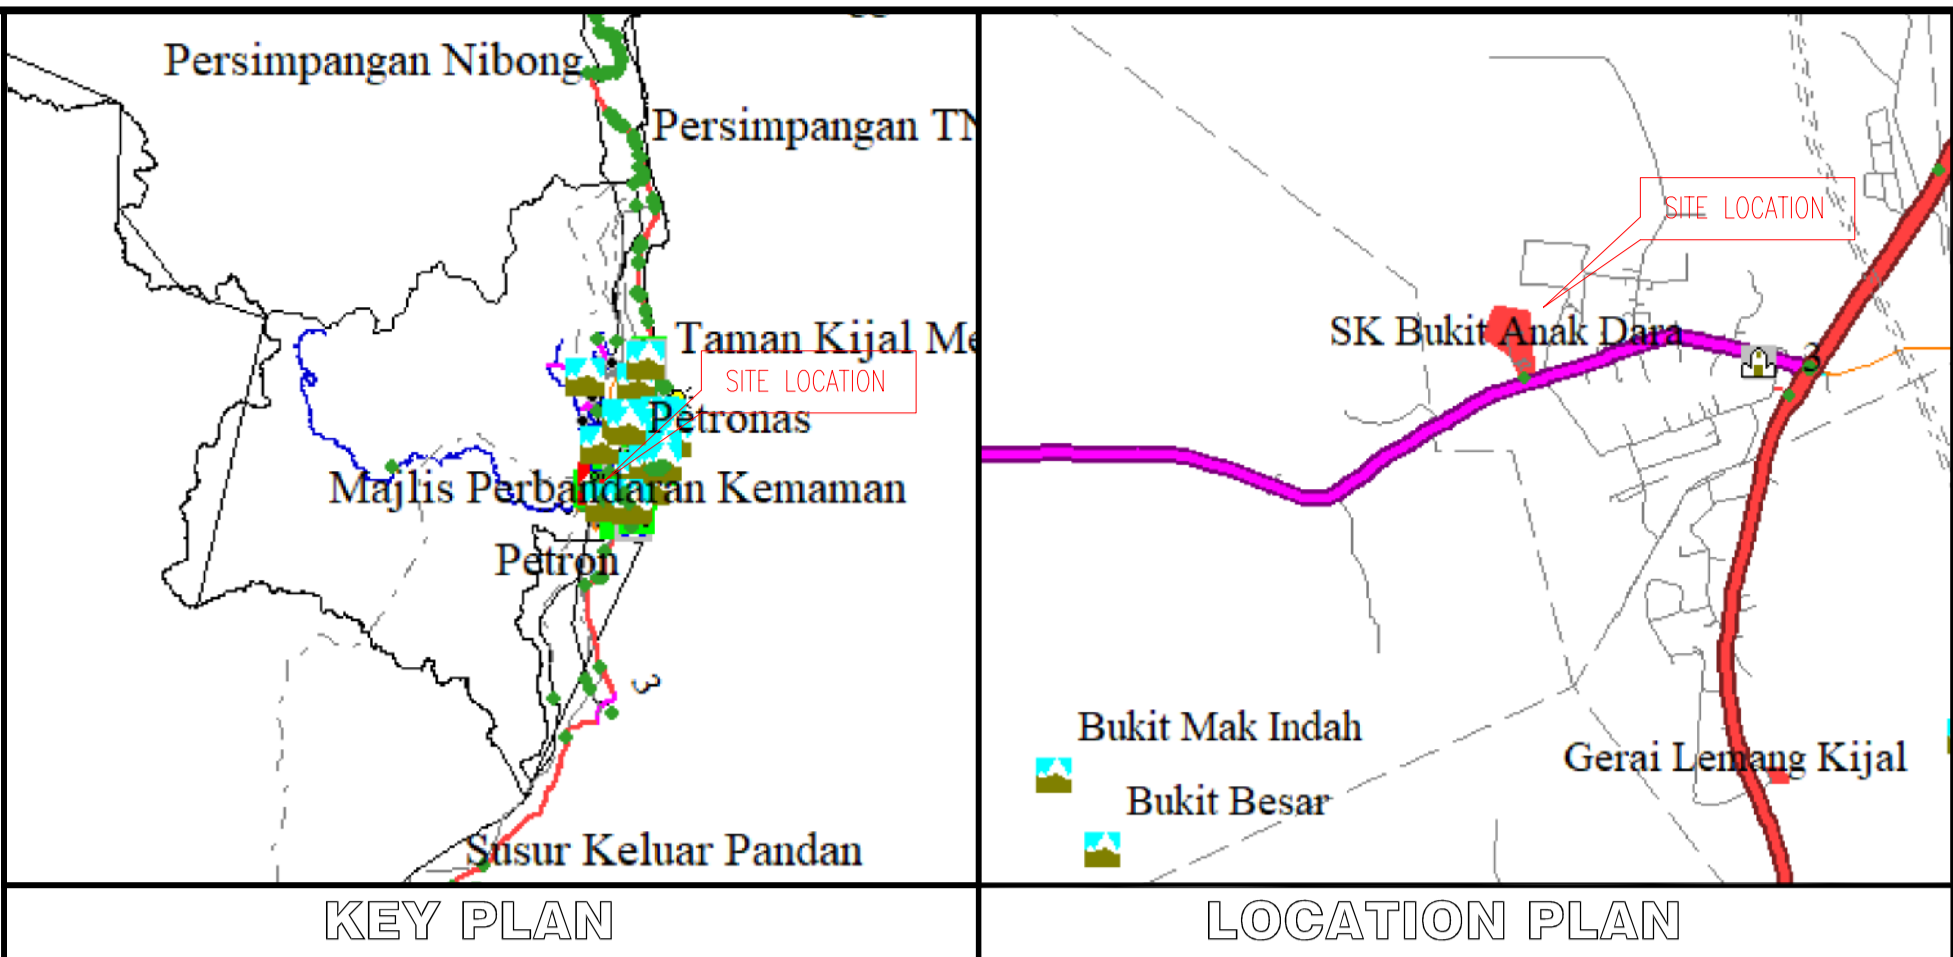 Persimpangan Nibong
Persimpangan TN
Taman Kijal Me
SITE LOCATION
Petronas
Majlis Perbandaran Kemaman
Petron
3
Susur Keluar Pandan
KEY PLAN
SITE LOCATION
SK Bukit Anak Dara
3
Bukit Mak Indah
Gerai Lemang Kijal
Bukit Besar
LOCATION PLAN